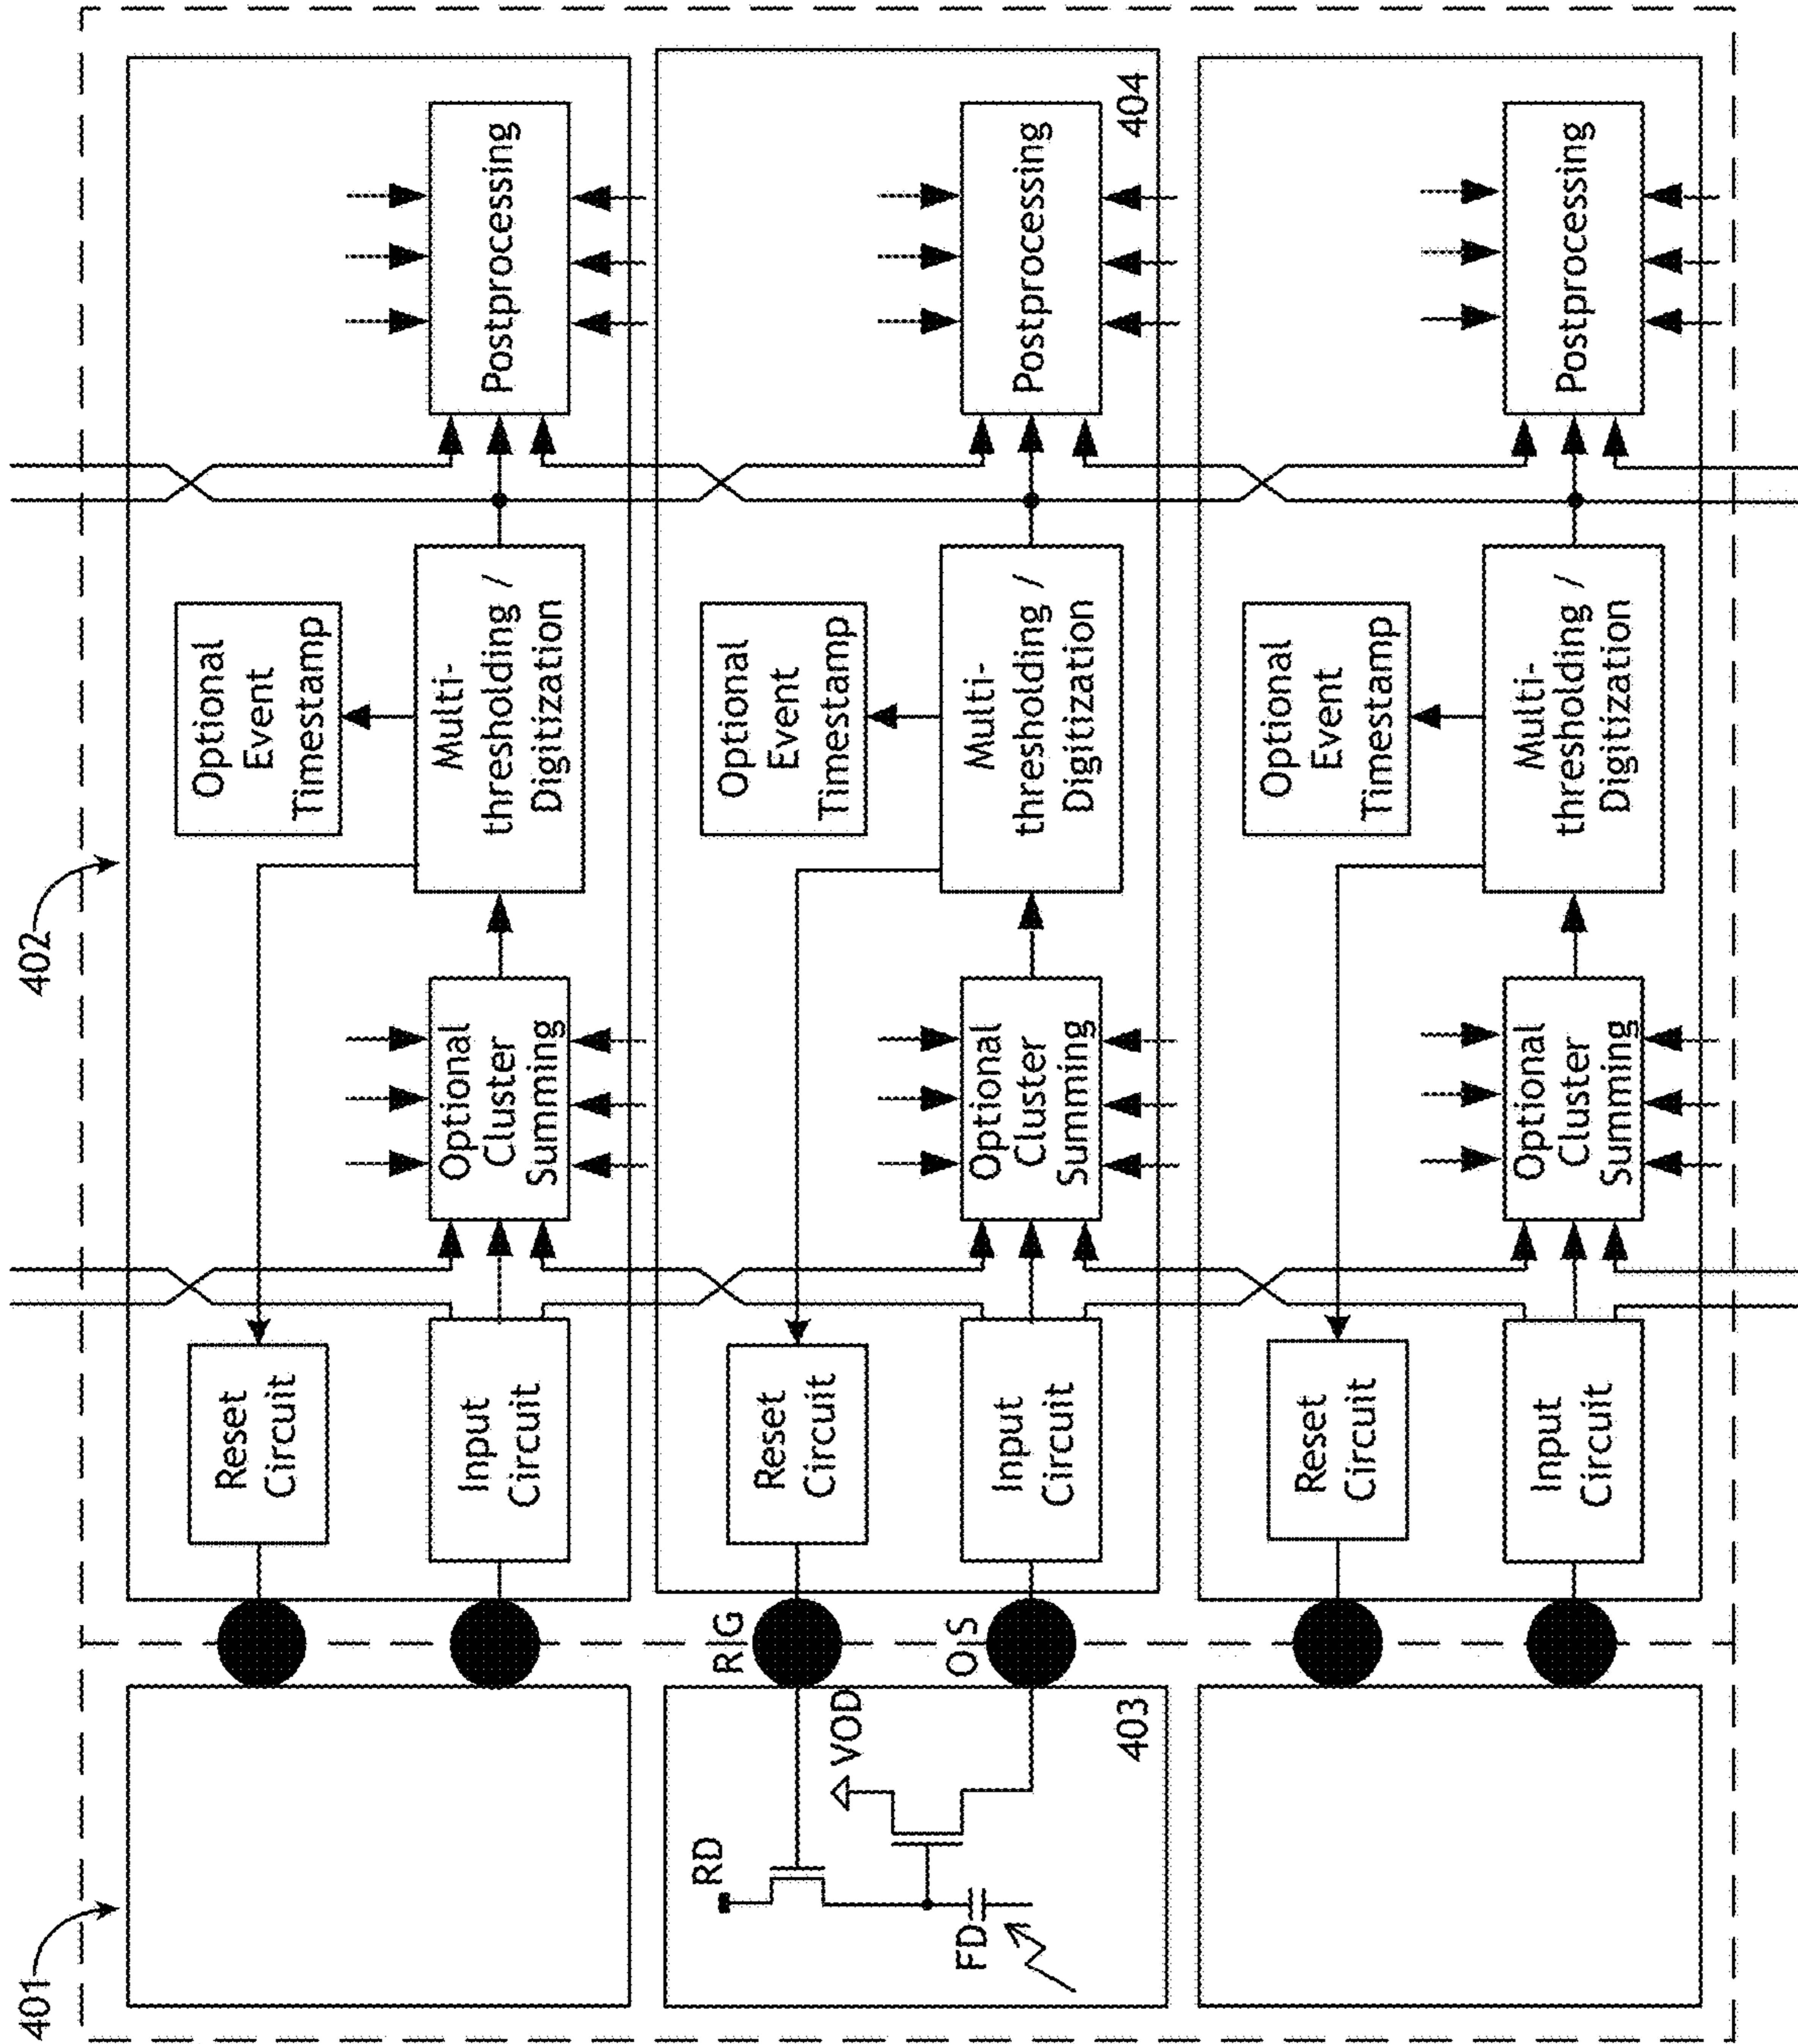 401
402
RD
VOD
FD
403
RG
OS
Reset
Circuit
Input
Circuit
Optional
Cluster
Summing
Optional
Event
Timestamp
Multi-
thresholding /
Digitization
Postprocessing
Reset
Circuit
Input
Circuit
Optional
Cluster
Summing
Optional
Event
Timestamp
Multi-
thresholding /
Digitization
Postprocessing
404
Reset
Circuit
Input
Circuit
Optional
Cluster
Summing
Optional
Event
Timestamp
Multi-
thresholding /
Digitization
Postprocessing